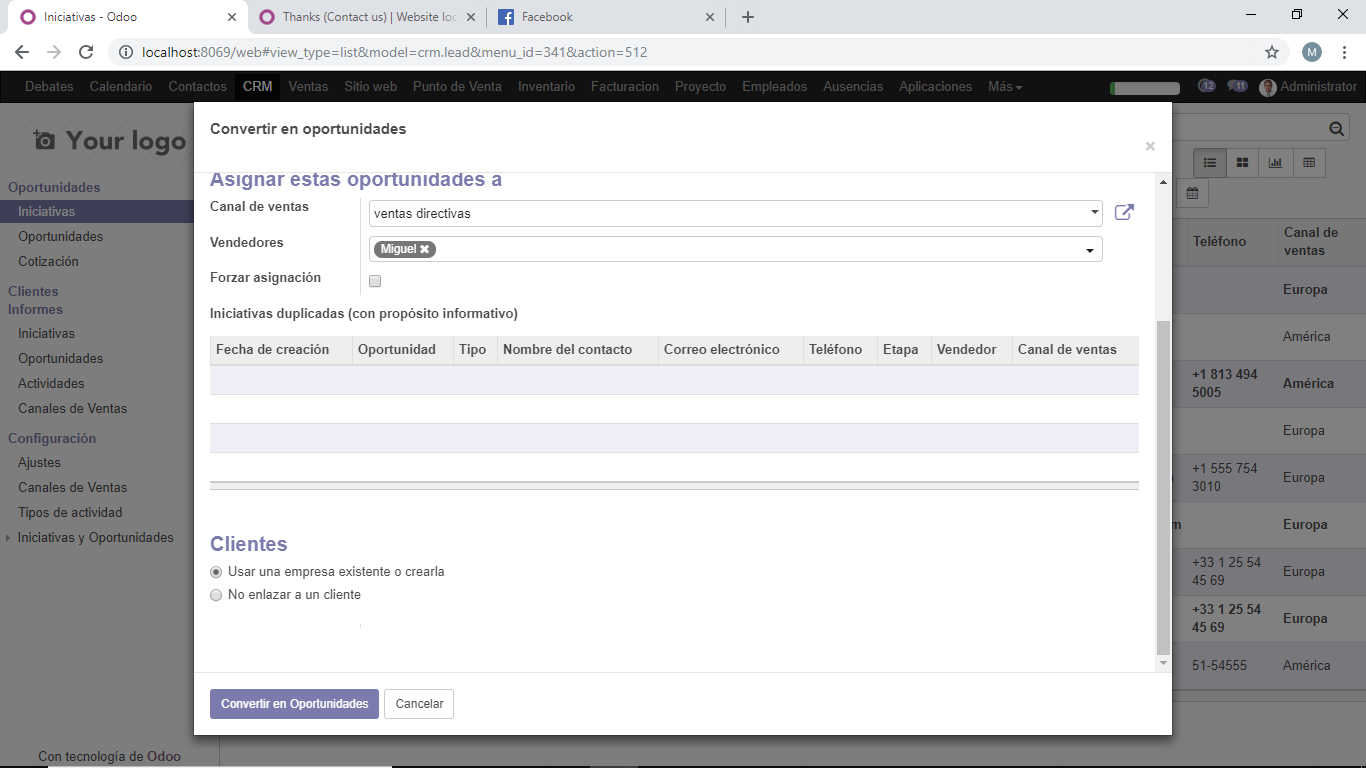 Iniciativas - Odoo
Thanks (Contact us) | Website loc
Facebook
localhost:8069/web#view_type=list&model=crm.lead&menu_id=341&action=512
M
Debates Calendario Contactos CRM Ventas Sitio web Punto de Venta Inventario Facturacion Proyecto Empleados Ausencias Aplicaciones Más 12 11 Administrator
Your logo
Oportunidades
Iniciativas
Oportunidades
Cotización
Clientes
Informes
Iniciativas
Oportunidades
Actividades
Canales de Ventas
Configuración
Ajustes
Canales de Ventas
Tipos de actividad
Iniciativas y Oportunidades
Con tecnología de Odoo
Convertir en oportunidades
×
Asignar estas oportunidades a
Canal de ventas ventas directivas
Vendedores Miguel
Forzar asignación
Iniciativas duplicadas (con propósito informativo)
Fecha de creación Oportunidad Tipo Nombre del contacto Correo electrónico Teléfono Etapa Vendedor Canal de ventas
Clientes
Usar una empresa existente o crearla
No enlazar a un cliente
Convertir en Oportunidades Cancelar
Teléfono Canal de
ventas
Europa
América
+1 813 494 América
5005
Europa
+1 555 754 Europa
3010
m Europa
+33 1 25 54 Europa
45 69
+33 1 25 54 Europa
45 69
51-54555 América